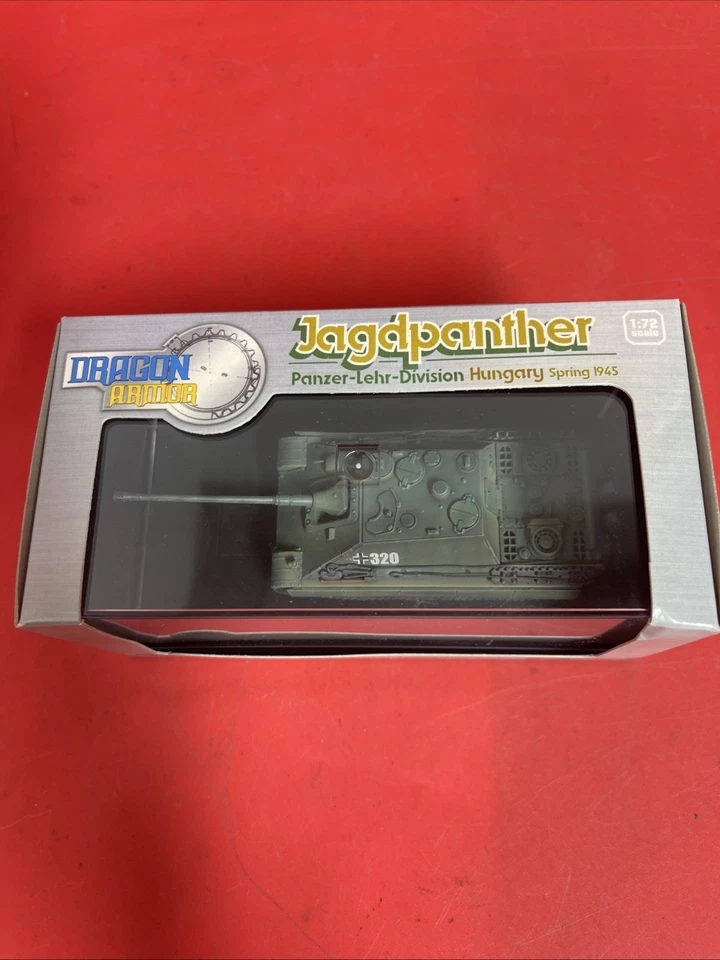 DRAGON
ARMOR
Jagdpanther
Panzer-Lehr-Division Hungary Spring 1945
1:72
scale
320